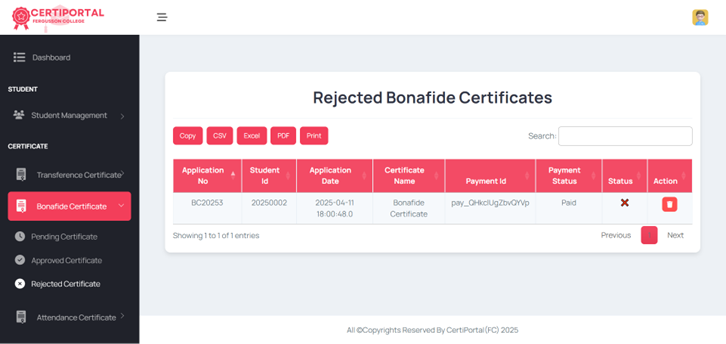 CERTIPORTAL
FERGUSSON COLLEGE
Dashboard
STUDENT
Student Management
CERTIFICATE
Transference Certificate
Bonafide Certificate
Pending Certificate
Approved Certificate
Rejected Certificate
Attendance Certificate
Rejected Bonafide Certificates
Copy CSV Excel PDF Print
Search:
Application No Student Id Application Date Certificate Name Payment Id Payment Status Status Action
BC20253 20250002 2025-04-11 18:00:48.0 Bonafide Certificate pay_QHkclUgZbvQYVp Paid
Showing 1 to 1 of 1 entries
Previous Next
All ©Copyrights Reserved By CertiPortal(FC) 2025